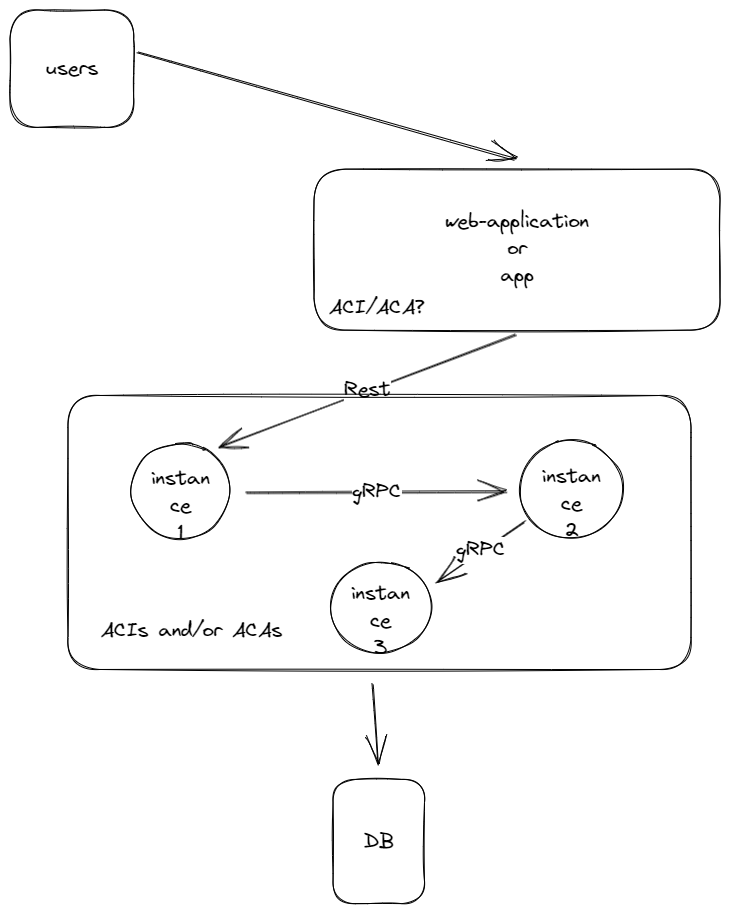 users
web-application
or
app
ACI/ACA?
Rest
instan
ce
1
gRPC
instan
ce
2
gRPC
instan
ce
3
ACIs and/or ACAs
DB